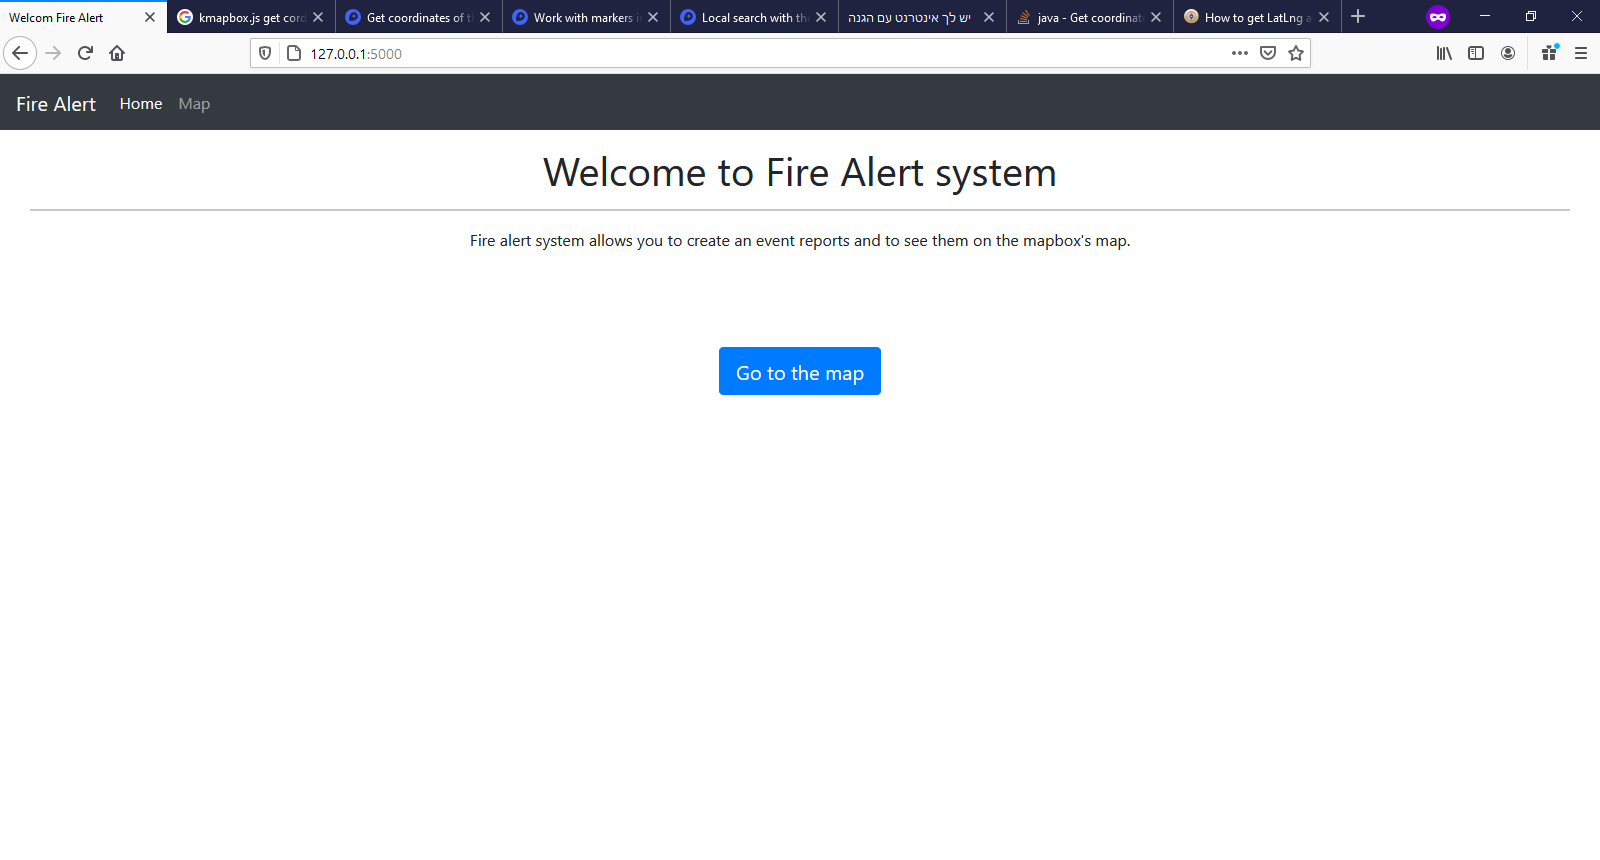 Welcom Fire Alert
kmapbox.js get cord
Get coordinates of t
Work with markers i
Local search with th
יש לך אינטרנט עם הגנה
java - Get coordinat
How to get LatLng a
127.0.0.1:5000
Fire Alert Home Map
Welcome to Fire Alert system
Fire alert system allows you to create an event reports and to see them on the mapbox's map.
Go to the map